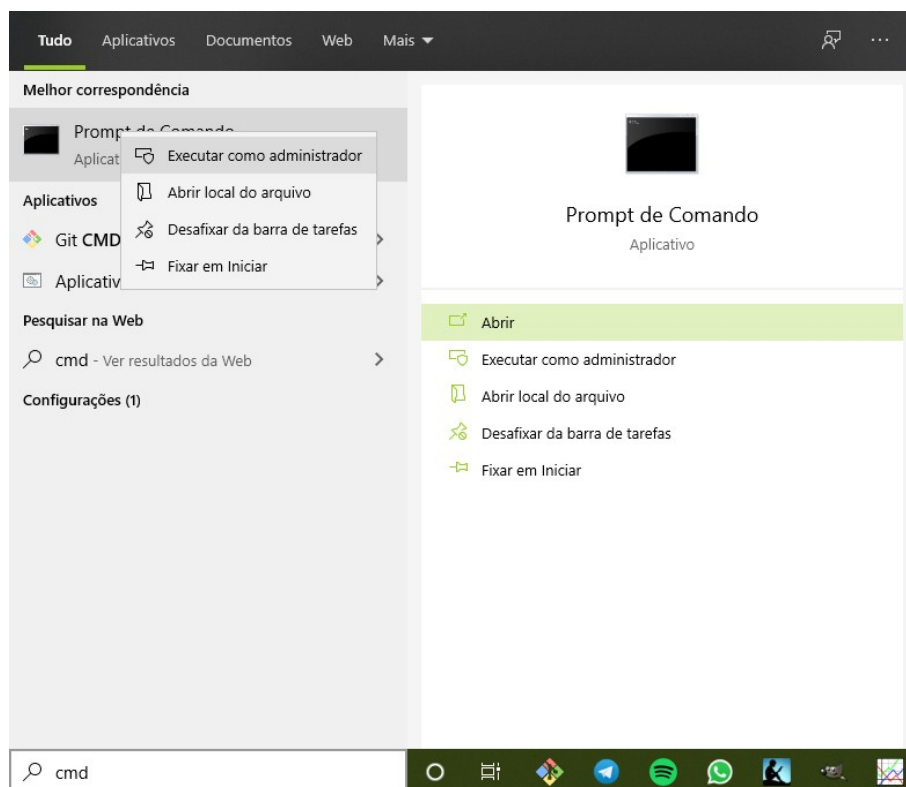 Tudo Aplicativos Documentos Web Mais
Melhor correspondência
Prompt de Comando
Aplicat
Executar como administrador
Abrir local do arquivo
Desafixar da barra de tarefas
Fixar em Iniciar
Aplicativos
Git CMD
Aplicativ
Pesquisar na Web
cmd - Ver resultados da Web
Configurações (1)
Prompt de Comando
Aplicativo
Abrir
Executar como administrador
Abrir local do arquivo
Desafixar da barra de tarefas
Fixar em Iniciar
cmd